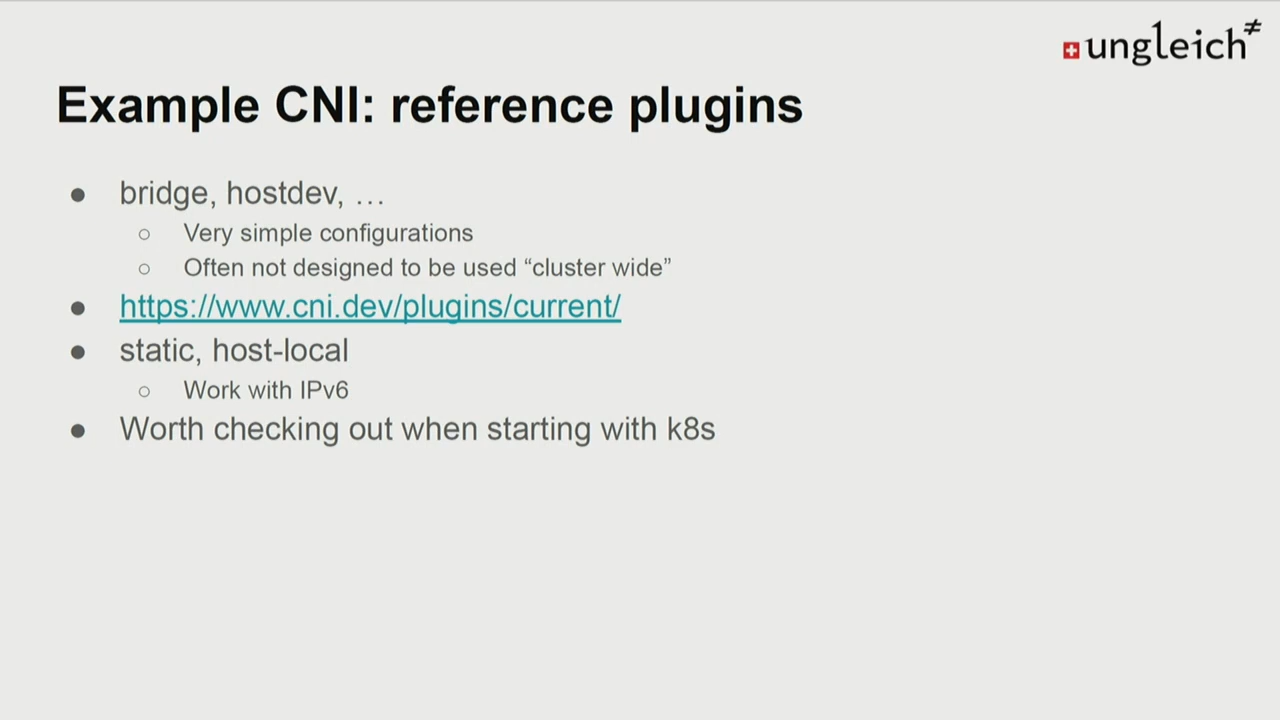 ungleich≠
Example CNI: reference plugins
● bridge, hostdev, …
○ Very simple configurations
○ Often not designed to be used “cluster wide”
● https://www.cni.dev/plugins/current/
● static, host-local
○ Work with IPv6
● Worth checking out when starting with k8s